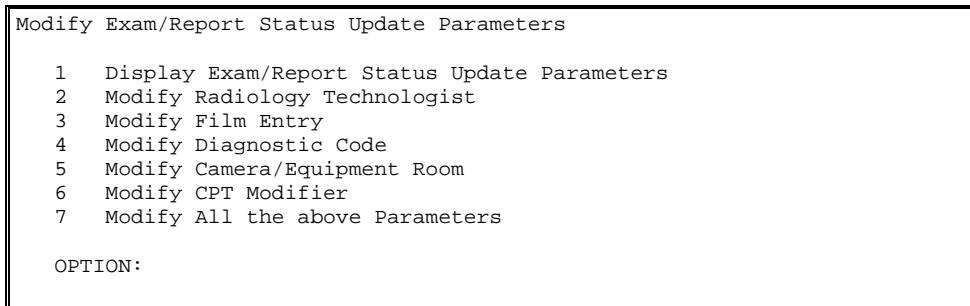 Modify Exam/Report Status Update Parameters
1 Display Exam/Report Status Update Parameters
2 Modify Radiology Technologist
3 Modify Film Entry
4 Modify Diagnostic Code
5 Modify Camera/Equipment Room
6 Modify CPT Modifier
7 Modify All the above Parameters
OPTION: